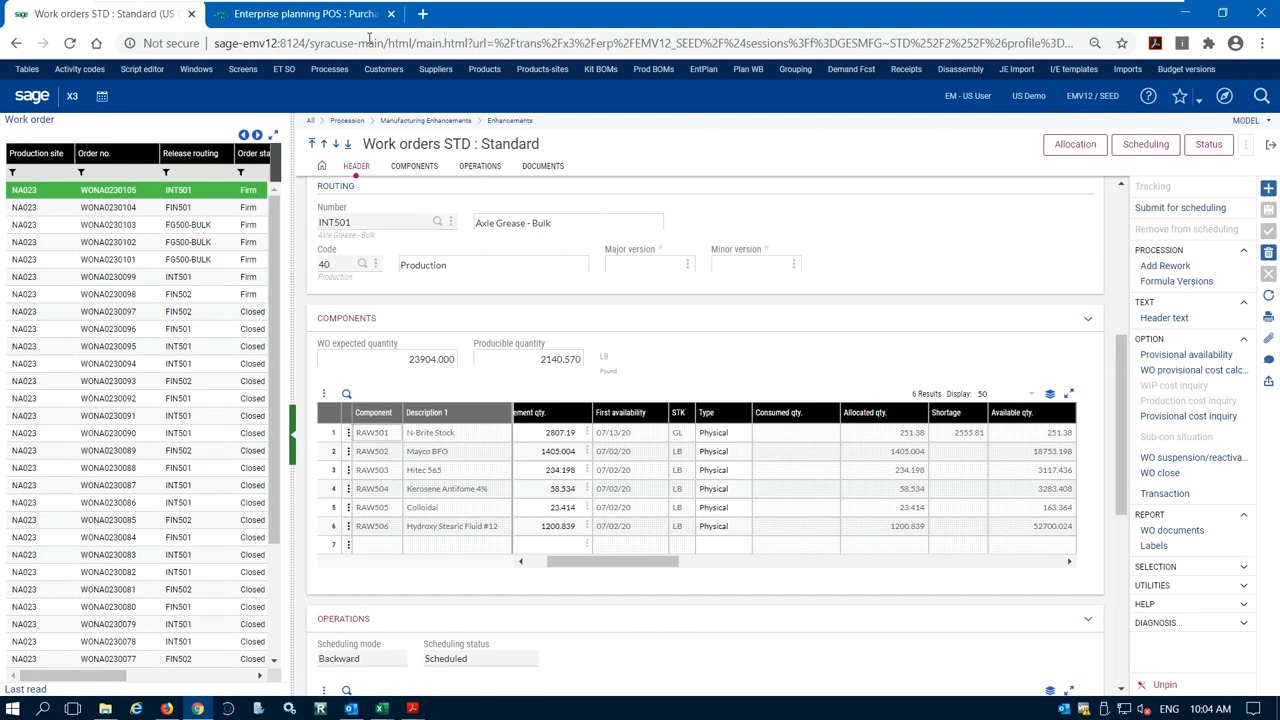 sage Work orders STD : Standard (US
Enterprise planning POS : Purcha
Not secure sage-emv12:8124/syracuse-main/html/main.html?url=%2Ftrans%2Fx3%2Ferp%2FEMV12_SEED%2F%24sessions%3Ff%3DGESMFG~STD%252F2%252F%26profile%3D...
Tables Activity codes Script editor Windows Screens ET SO Processes Customers Suppliers Products Products-sites Kit BOMs Prod BOMs EntPlan Plan WB Grouping Demand Fcst Receipts Disassembly JE Import I/E templates Imports Budget versions
sage X3 EM - US User US Demo EMV12 / SEED
Work order
All Procession Manufacturing Enhancements Enhancements MODEL
Work orders STD : Standard
Allocation Scheduling Status
HEADER COMPONENTS OPERATIONS DOCUMENTS
Production site Order no. Release routing Order sta
NA023 WONA0230105 INT501 Firm
NA023 WONA0230104 FIN501 Firm
NA023 WONA0230103 FG500-BULK Firm
NA023 WONA0230102 FG500-BULK Firm
NA023 WONA0230101 FG500-BULK Firm
NA023 WONA0230099 INT501 Firm
NA023 WONA0230098 FIN502 Firm
NA023 WONA0230097 FIN502 Closed
NA023 WONA0230096 FIN501 Closed
NA023 WONA0230095 INT501 Closed
NA023 WONA0230094 INT501 Closed
NA023 WONA0230093 FIN502 Closed
NA023 WONA0230092 FIN501 Closed
NA023 WONA0230091 INT501 Closed
NA023 WONA0230090 FIN501 Closed
NA023 WONA0230089 INT501 Closed
NA023 WONA0230088 FIN502 Closed
NA023 WONA0230087 INT501 Closed
NA023 WONA0230086 INT501 Closed
NA023 WONA0230085 INT501 Closed
NA023 WONA0230084 FIN501 Closed
NA023 WONA0230083 INT501 Closed
NA023 WONA0230082 INT501 Closed
NA023 WONA0230081 FIN502 Closed
NA023 WONA0230080 FIN501 Closed
NA023 WONA0230079 INT501 Closed
NA023 WONA0230078 INT501 Closed
NA023 WONA0230077 FIN502 Closed
Last read
ROUTING
Number
INT501 Axle Grease - Bulk
Axle Grease - Bulk
Code Major version * Minor version *
40 Production
Production
COMPONENTS
WO expected quantity Producible quantity
23904.000 2140.570 LB
Pound
6 Results Display: 50
Component Description 1 ement qty. First availability STK Type Consumed qty. Allocated qty. Shortage Available qty.
1 RAW501 N-Brite Stock 2807.19 07/13/20 GL Physical 251.38 2555.81 251.38
2 RAW502 Mayco BFO 1405.004 07/02/20 LB Physical 1405.004 18753.198
3 RAW503 Hitec 565 234.198 07/02/20 LB Physical 234.198 3117.436
4 RAW504 Kerosene Antifome 4% 58.534 07/02/20 LB Physical 58.534 3283.408
5 RAW505 Colloidal 23.414 07/02/20 LB Physical 23.414 163.364
6 RAW506 Hydroxy Stearic Fluid #12 1200.839 07/02/20 LB Physical 1200.839 52700.024
7
OPERATIONS
Scheduling mode Scheduling status
Backward Scheduled
Tracking
Submit for scheduling
Remove from scheduling
PROCESSION
Add Rework
Formula Versions
TEXT
Header text
OPTION
Provisional availability
WO provisional cost calc...
WIP cost inquiry
Production cost inquiry
Provisional cost inquiry
Sub-con situation
WO suspension/reactiva...
WO close
Transaction
REPORT
WO documents
Labels
SELECTION
UTILITIES
HELP
DIAGNOSIS...
Unpin
ENG 10:04 AM